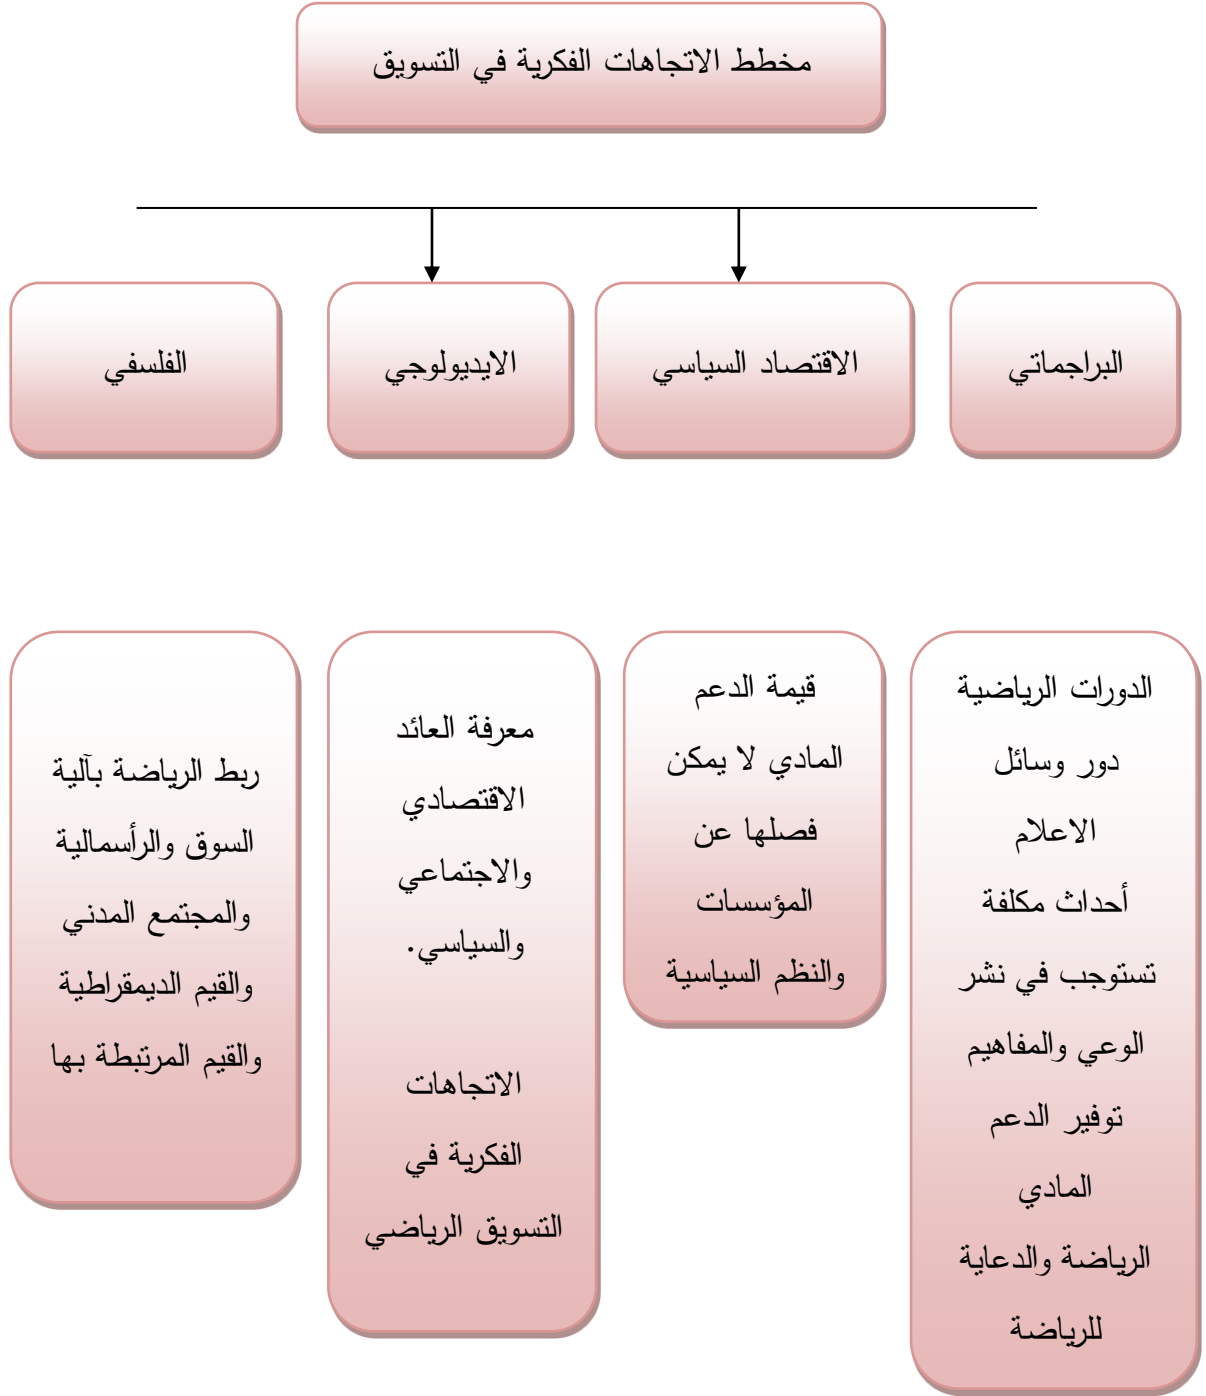 مخطط الاتجاهات الفكرية في التسويق
البراجماتي
الاقتصاد السياسي
الايديولوجي
الفلسفي
الدورات الرياضية
دور وسائل
الاعلام
أحداث مكلفة
تستوجب في نشر
الوعي والمفاهيم
توفير الدعم
المادي
الرياضة والدعاية
للرياضة
قيمة الدعم
المادي لا يمكن
فصلها عن
المؤسسات
والنظم السياسية
معرفة العائد
الاقتصادي
والاجتماعي
والسياسي.
الاتجاهات
الفكرية في
التسويق الرياضي
ربط الرياضة بآلية
السوق والرأسمالية
والمجتمع المدني
والقيم الديمقراطية
والقيم المرتبطة بها